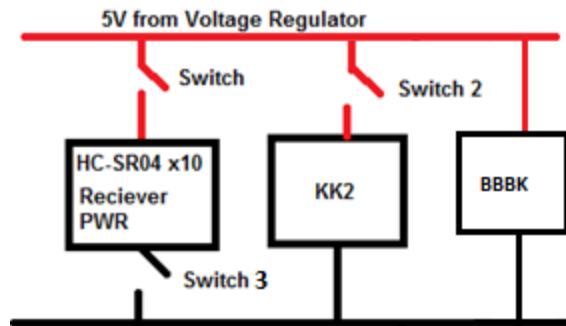 5V from Voltage Regulator
Switch
Switch 2
HC-SR04 x10
Reciever
PWR
KK2
BBBK
Switch 3